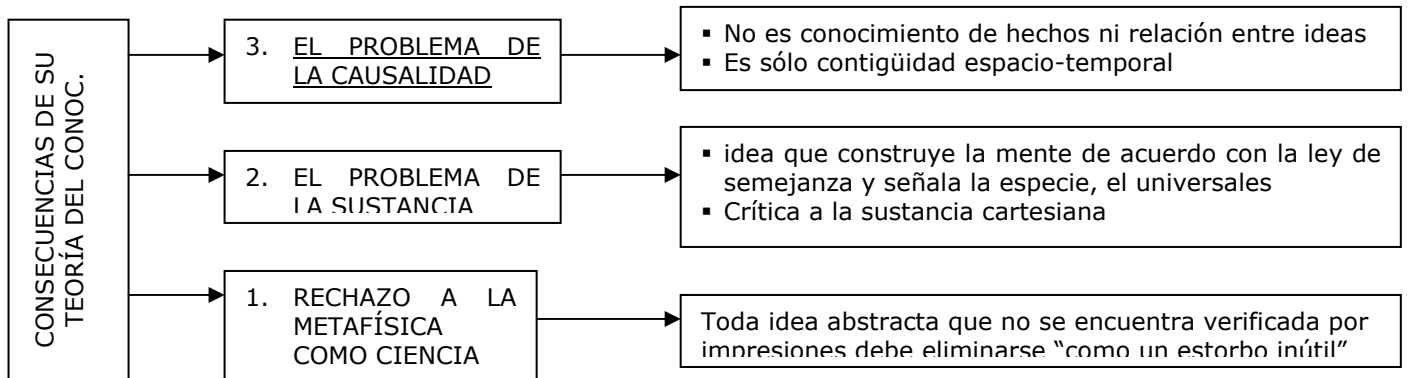 CONSECUENCIAS DE SU
TEORÍA DEL CONOC.
3. EL PROBLEMA DE
LA CAUSALIDAD
▪ No es conocimiento de hechos ni relación entre ideas
▪ Es sólo contigüidad espacio-temporal
2. EL PROBLEMA DE
LA SUSTANCIA
▪ idea que construye la mente de acuerdo con la ley de
semejanza y señala la especie, el universales
▪ Crítica a la sustancia cartesiana
1. RECHAZO A LA
METAFÍSICA
COMO CIENCIA
Toda idea abstracta que no se encuentra verificada por
impresiones debe eliminarse “como un estorbo inútil”